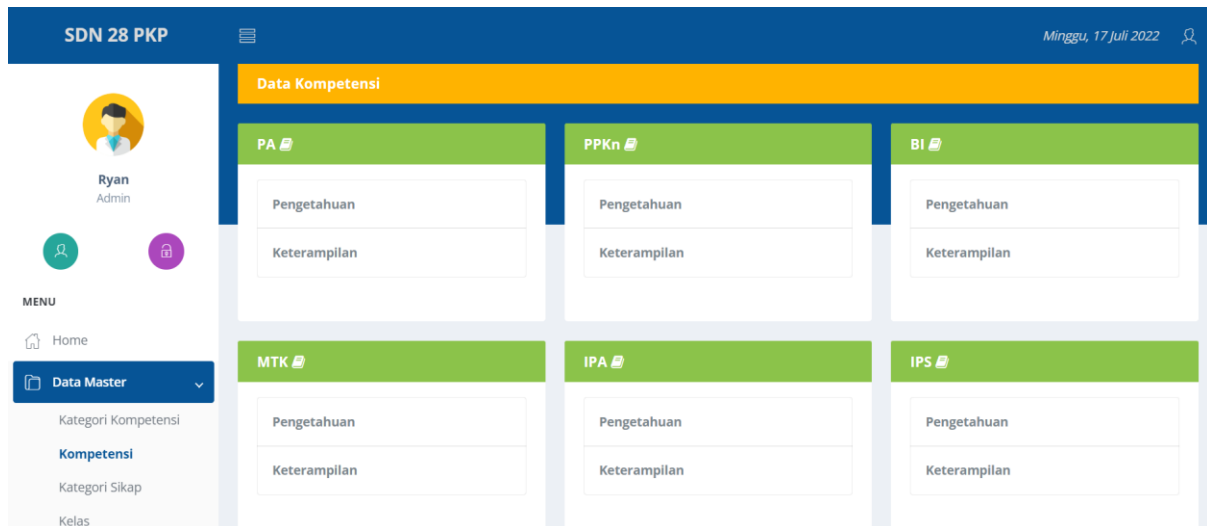 SDN 28 PKP
Minggu, 17 Juli 2022
Ryan
Admin
MENU
Home
Data Master
Kategori Kompetensi
Kompetensi
Kategori Sikap
Kelas
Data Kompetensi
PA
Pengetahuan
Keterampilan
PPKn
Pengetahuan
Keterampilan
BI
Pengetahuan
Keterampilan
MTK
Pengetahuan
Keterampilan
IPA
Pengetahuan
Keterampilan
IPS
Pengetahuan
Keterampilan